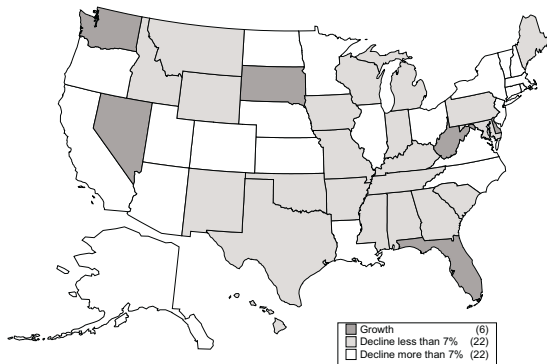 Growth (6)
Decline less than 7% (22)
Decline more than 7% (22)